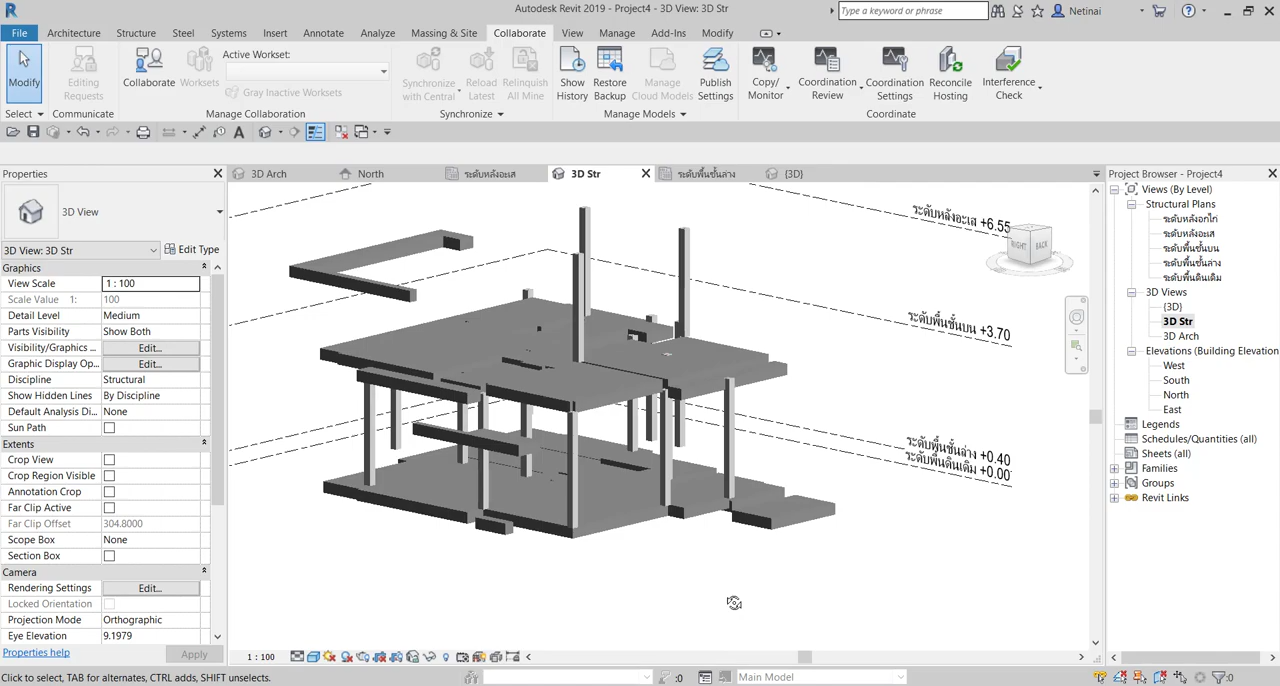 Autodesk Revit 2019 - Project4 - 3D View: 3D Str
Type a keyword or phrase
Netinai
File Architecture Structure Steel Systems Insert Annotate Analyze Massing & Site Collaborate View Manage Add-Ins Modify
Modify
Editing Requests
Collaborate
Worksets
Active Workset:
Gray Inactive Worksets
Synchronize with Central
Reload Latest
Relinquish All Mine
Show History
Restore Backup
Manage Cloud Models
Publish Settings
Copy/ Monitor
Coordination Review
Coordination Settings
Reconcile Hosting
Interference Check
Select
Communicate
Manage Collaboration
Synchronize
Manage Models
Coordinate
Properties
3D View
3D View: 3D Str
Edit Type
Graphics
View Scale 1 : 100
Scale Value 1: 100
Detail Level Medium
Parts Visibility Show Both
Visibility/Graphics ... Edit...
Graphic Display Op... Edit...
Discipline Structural
Show Hidden Lines By Discipline
Default Analysis Di... None
Sun Path
Extents
Crop View
Crop Region Visible
Annotation Crop
Far Clip Active
Far Clip Offset 304.8000
Scope Box None
Section Box
Camera
Rendering Settings Edit...
Locked Orientation
Projection Mode Orthographic
Eye Elevation 9.1979
Properties help
Apply
3D Arch
North
ระดับหลังอะเส
3D Str
ระดับพื้นชั้นล่าง
{3D}
ระดับหลังอะเส +6.55
RIGHT
BACK
ระดับพื้นชั้นบน +3.70
ระดับพื้นชั้นล่าง +0.40
ระดับพื้นดินเดิม +0.00
1 : 100
Project Browser - Project4
Views (By Level)
Structural Plans
ระดับหลังอกไก่
ระดับหลังอะเส
ระดับพื้นชั้นบน
ระดับพื้นชั้นล่าง
ระดับพื้นดินเดิม
3D Views
{3D}
3D Str
3D Arch
Elevations (Building Elevation
West
South
North
East
Legends
Schedules/Quantities (all)
Sheets (all)
Families
Groups
Revit Links
Click to select, TAB for alternates, CTRL adds, SHIFT unselects.
:0
Main Model
:0